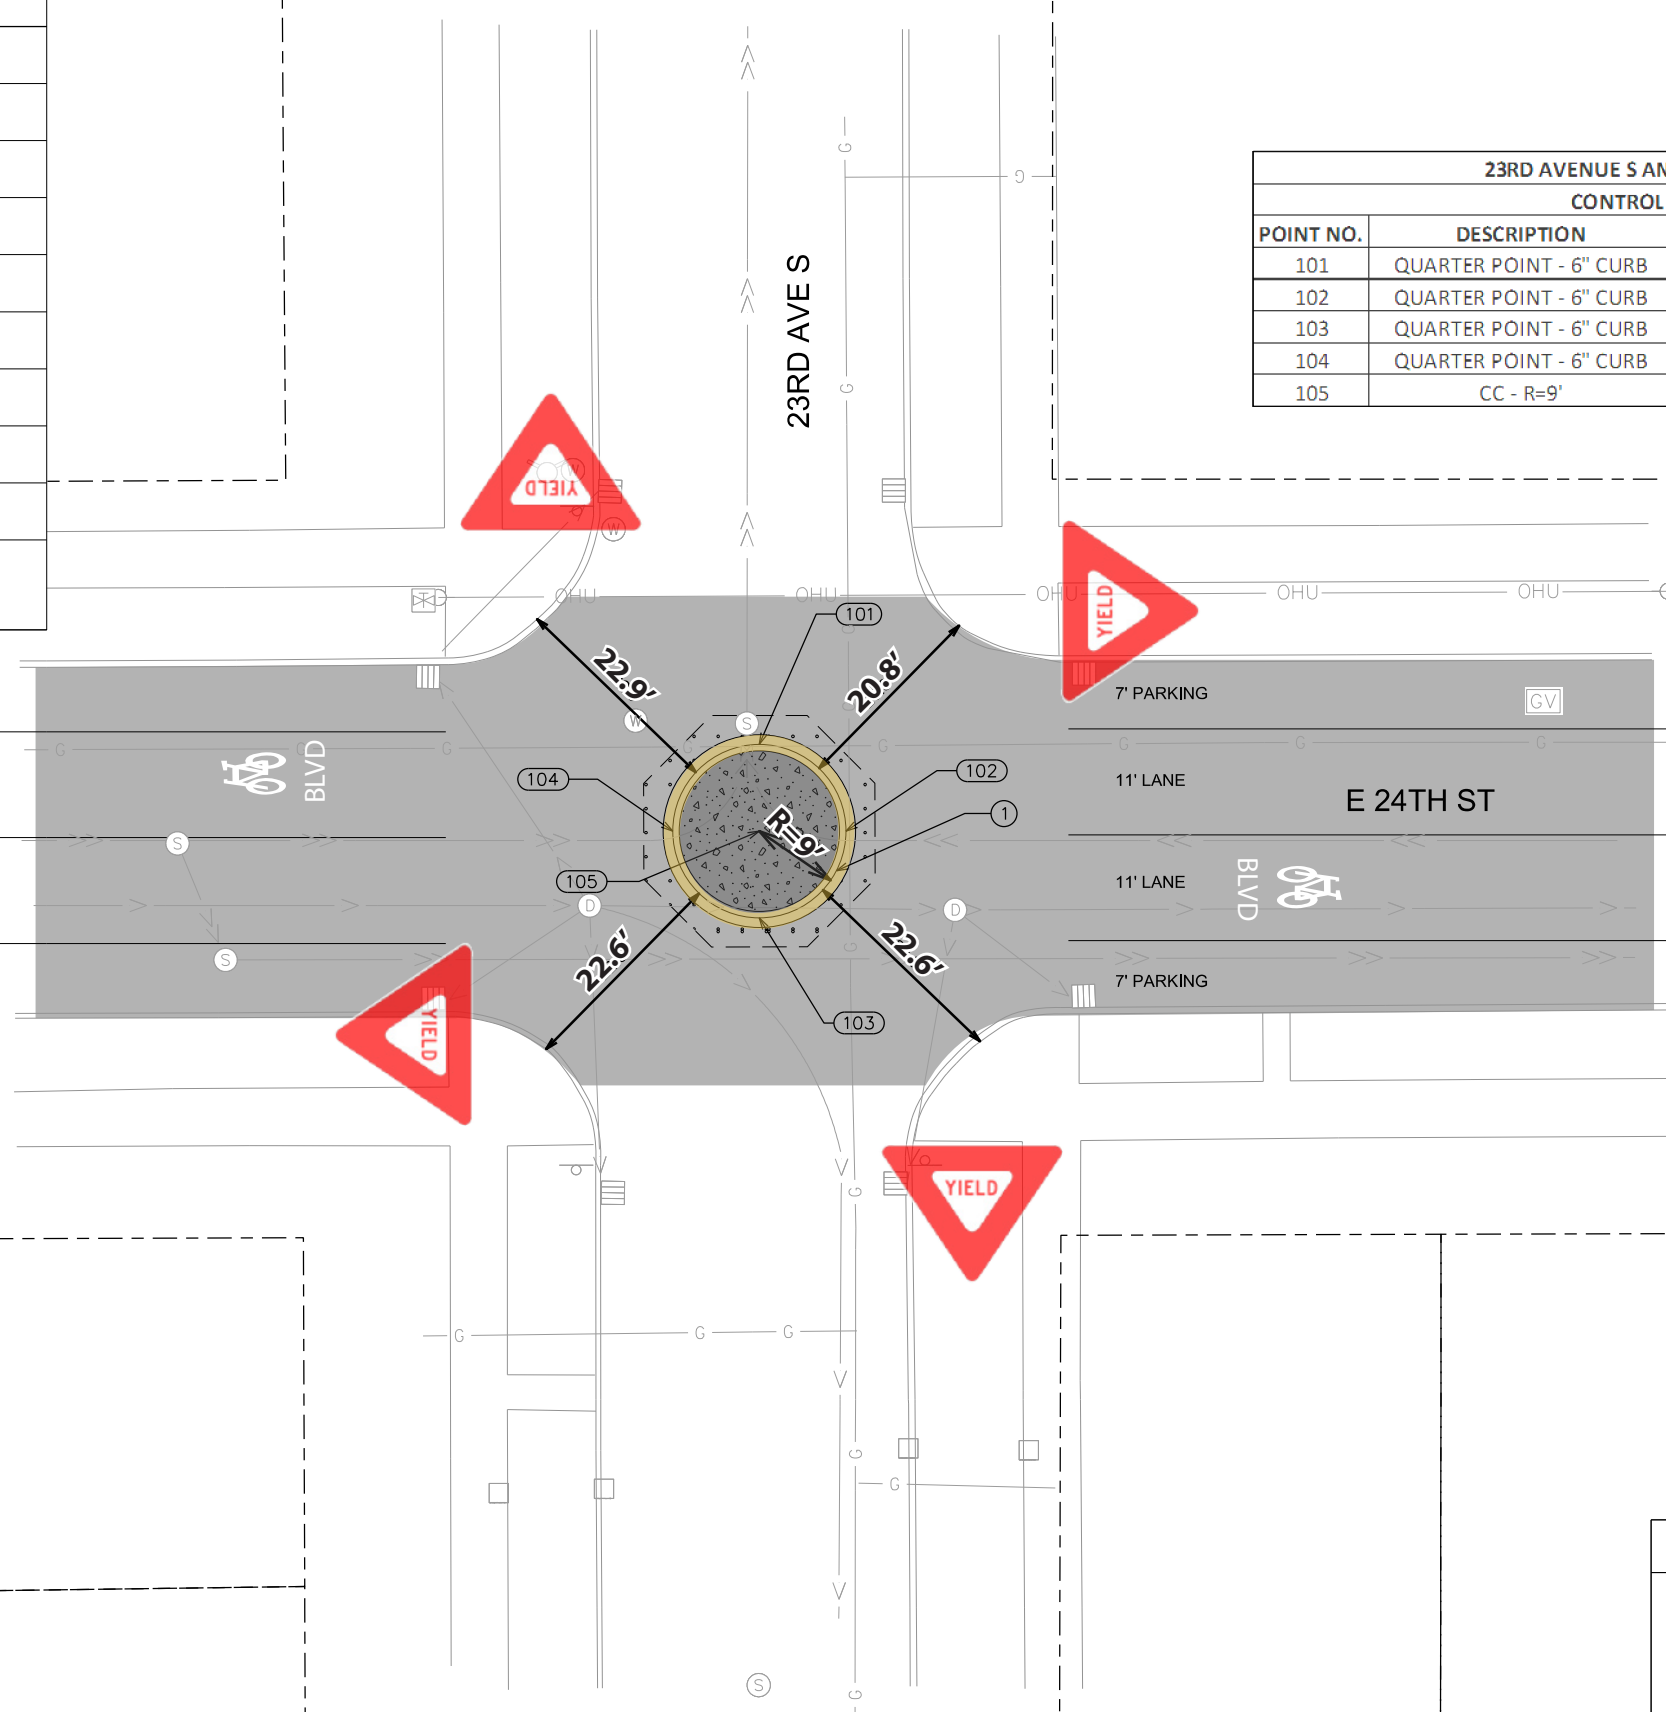 23RD AVENUE S AN
CONTROL
POINT NO. DESCRIPTION
101 QUARTER POINT - 6" CURB
102 QUARTER POINT - 6" CURB
103 QUARTER POINT - 6" CURB
104 QUARTER POINT - 6" CURB
105 CC - R=9'
G
G
23RD AVE S
G
W
YIELD
W
OHU
OHU
OHU
OHU
OHU
YIELD
101
G
22.9'
20.8'
7' PARKING
GV
W
S
G
G
G
G
G
G
G
G
BLVD
104
102
11' LANE
E 24TH ST
1
S
R=9'
105
11' LANE
BLVD
D
D
G
22.6'
22.6'
S
7' PARKING
YIELD
103
YIELD
G
G
G
G
G
G
S
G